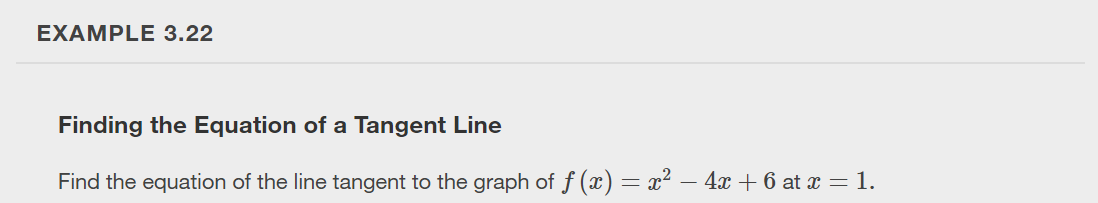 EXAMPLE 3.22
Finding the Equation of a Tangent Line
Find the equation of the line tangent to the graph of f (x) = x² − 4x + 6 at x = 1.